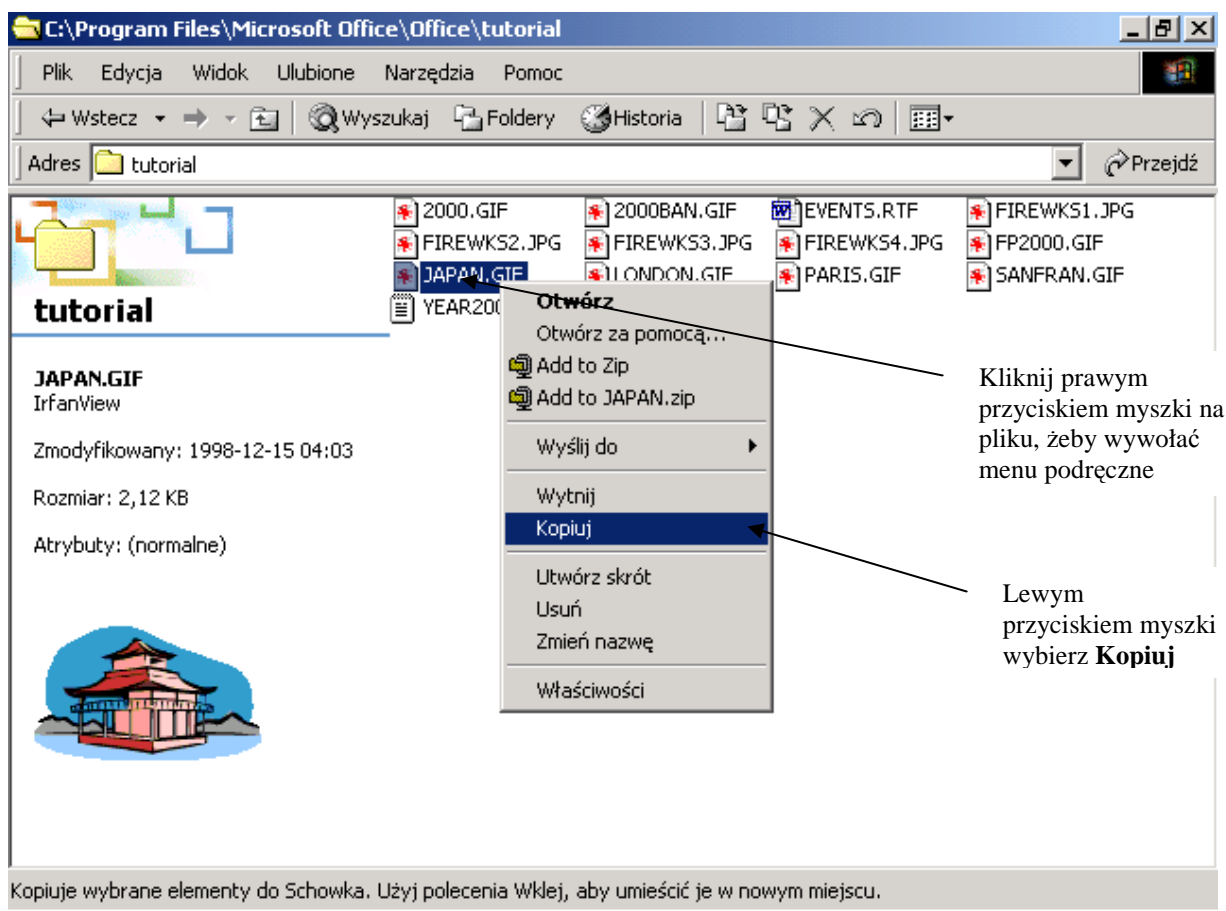 C:\Program Files\Microsoft Office\Office\tutorial
Plik Edycja Widok Ulubione Narzędzia Pomoc
Wstecz Wyszukaj Foldery Historia
Adres tutorial Przejdź
2000.GIF 2000BAN.GIF EVENTS.RTF FIREWKS1.JPG
FIREWKS2.JPG FIREWKS3.JPG FIREWKS4.JPG FP2000.GIF
JAPAN.GIF LONDON.GIF PARIS.GIF SANFRAN.GIF
YEAR200
tutorial
JAPAN.GIF
IrfanView
Zmodyfikowany: 1998-12-15 04:03
Rozmiar: 2,12 KB
Atrybuty: (normalne)
Otwórz
Otwórz za pomocą...
Add to Zip
Add to JAPAN.zip
Wyślij do
Wytnij
Kopiuj
Utwórz skrót
Usuń
Zmień nazwę
Właściwości
Kliknij prawym
przyciskiem myszki na
pliku, żeby wywołać
menu podręczne
Lewym
przyciskiem myszki
wybierz Kopiuj
Kopiuje wybrane elementy do Schowka. Użyj polecenia Wklej, aby umieścić je w nowym miejscu.